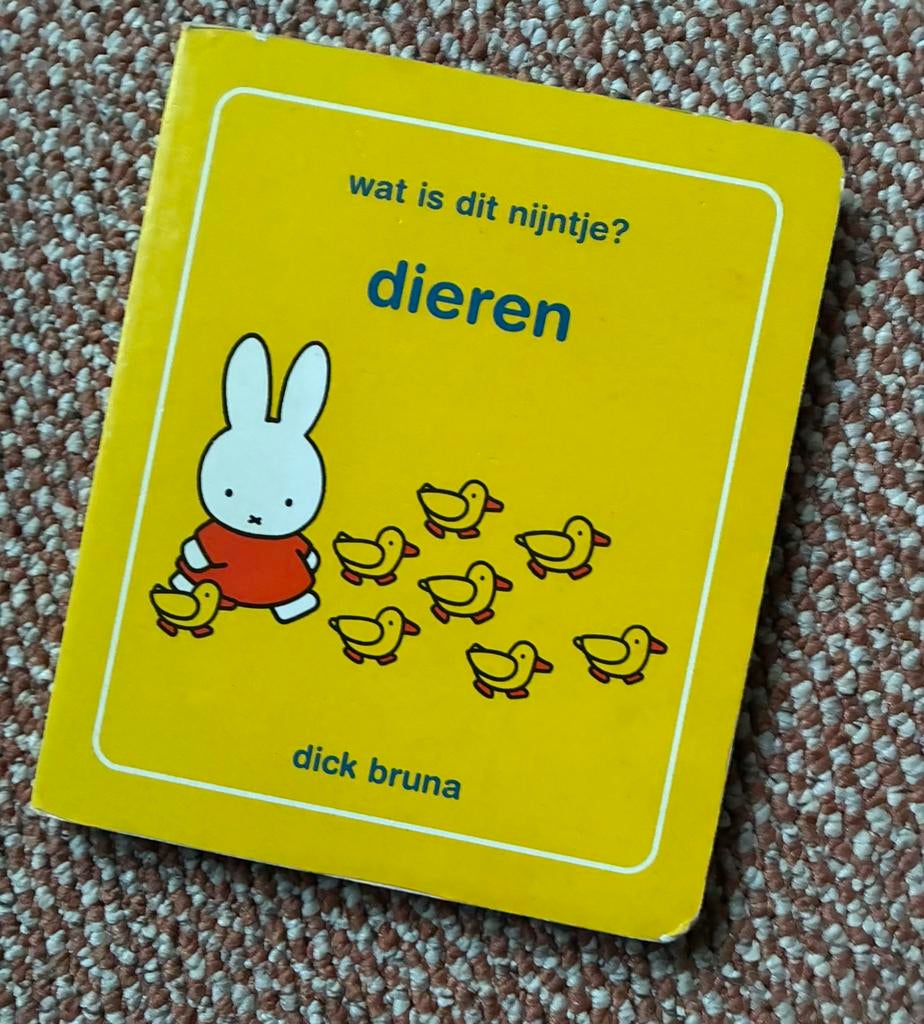 wat is dit nijntje?
dieren
dick bruna